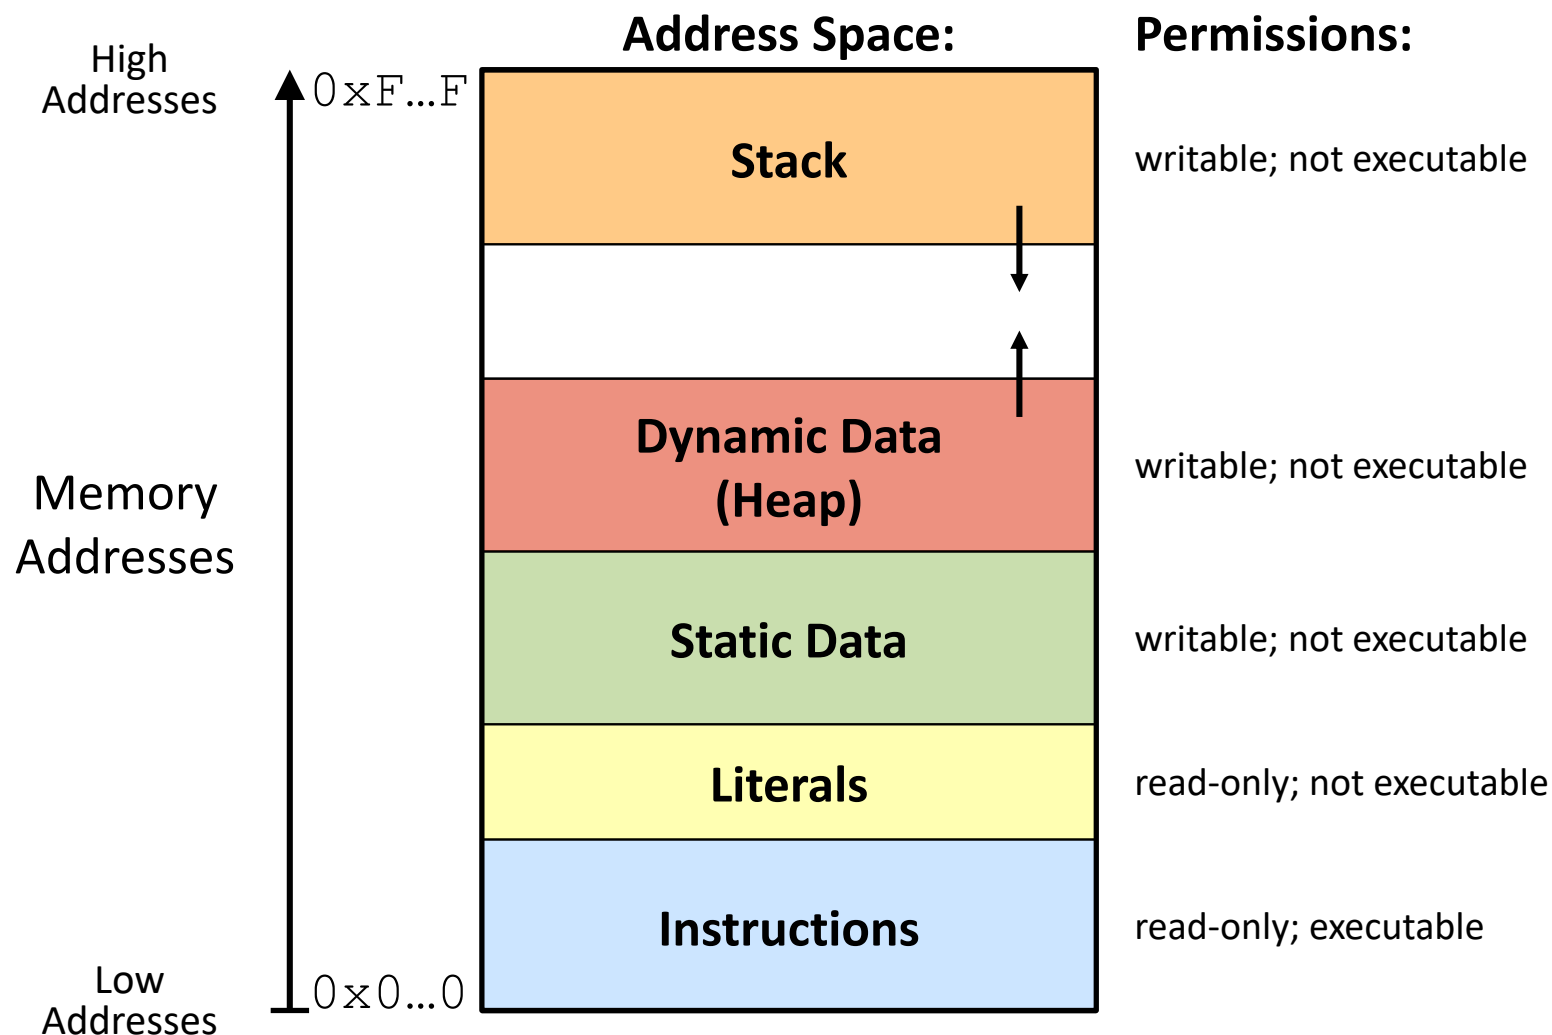 Address Space:
Permissions:
High
Addresses
0xF…F
Stack
writable; not executable
Dynamic Data
(Heap)
writable; not executable
Memory
Addresses
Static Data
writable; not executable
Literals
read-only; not executable
Instructions
read-only; executable
Low
Addresses
0x0…0